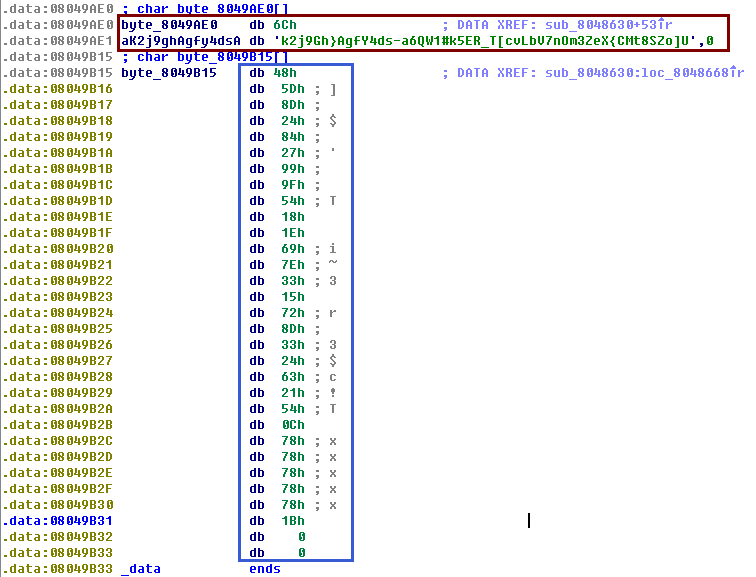 .data:08049AE0 ; char byte_8049AE0[]
.data:08049AE0 byte_8049AE0 db 6Ch ; DATA XREF: sub_8048630+53↑r
.data:08049AE1 aK2j9ghAgfy4dsA db 'k2j9Gh}AgfY4ds-a6QW1#k5ER_T[cvLbV7nOm3ZeX{CMt8SZo]U',0
.data:08049B15 ; char byte_8049B15[]
.data:08049B15 byte_8049B15 db 48h ; DATA XREF: sub_8048630:loc_8048668↑r
.data:08049B16 db 5Dh ; ]
.data:08049B17 db 8Dh ;
.data:08049B18 db 24h ; $
.data:08049B19 db 84h ;
.data:08049B1A db 27h ; '
.data:08049B1B db 99h ;
.data:08049B1C db 9Fh ;
.data:08049B1D db 54h ; T
.data:08049B1E db 18h
.data:08049B1F db 1Eh
.data:08049B20 db 69h ; i
.data:08049B21 db 7Eh ; ~
.data:08049B22 db 33h ; 3
.data:08049B23 db 15h
.data:08049B24 db 72h ; r
.data:08049B25 db 8Dh ;
.data:08049B26 db 33h ; 3
.data:08049B27 db 24h ; $
.data:08049B28 db 63h ; c
.data:08049B29 db 21h ; !
.data:08049B2A db 54h ; T
.data:08049B2B db 0Ch
.data:08049B2C db 78h ; x
.data:08049B2D db 78h ; x
.data:08049B2E db 78h ; x
.data:08049B2F db 78h ; x
.data:08049B30 db 78h ; x
.data:08049B31 db 1Bh
.data:08049B32 db 0
.data:08049B33 db 0
.data:08049B33 _data ends